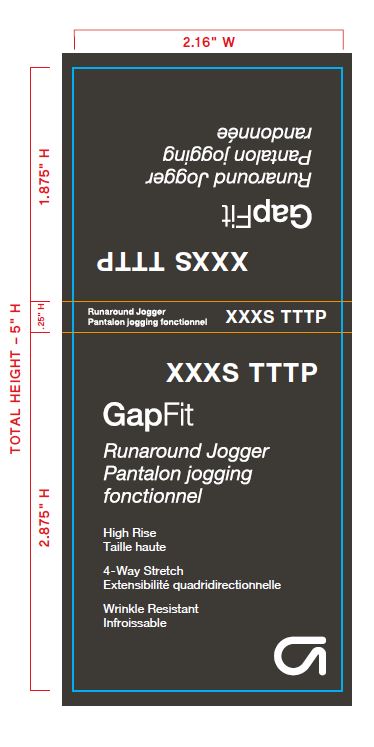 2.16" W
randonnée
Pantalon jogging
Runaround Jogger
GapFit
XXXS TTTP
1.875" H
.25" H
TOTAL HEIGHT – 5" H
2.875" H
Runaround Jogger
Pantalon jogging fonctionnel
XXXS TTTP
XXXS TTTP
GapFit
Runaround Jogger
Pantalon jogging
fonctionnel
High Rise
Taille haute
4-Way Stretch
Extensibilité quadridirectionnelle
Wrinkle Resistant
Infroissable